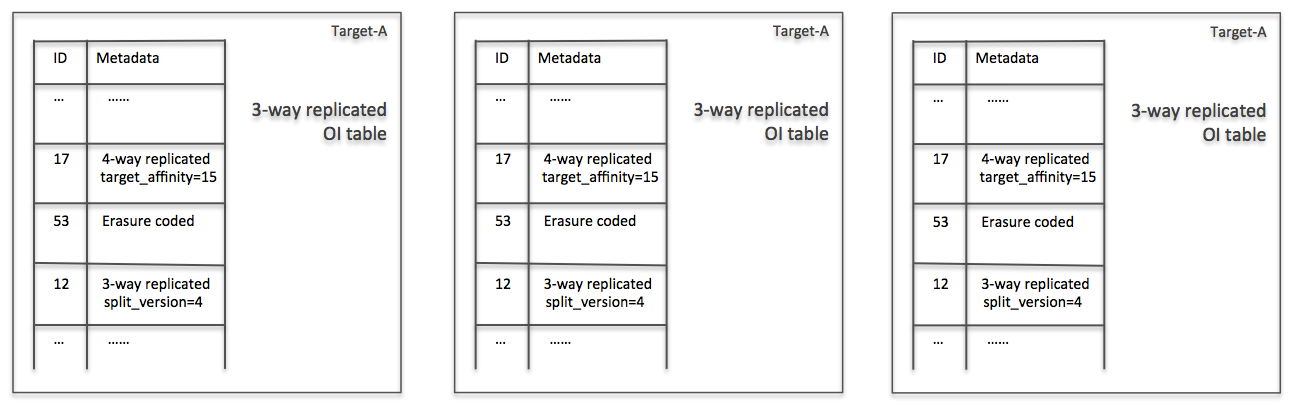 Target-A
ID Metadata
... ......
3-way replicated
OI table
17 4-way replicated
target_affinity=15
53 Erasure coded
12 3-way replicated
split_version=4
... ......
Target-A
ID Metadata
... ......
3-way replicated
OI table
17 4-way replicated
target_affinity=15
53 Erasure coded
12 3-way replicated
split_version=4
... ......
Target-A
ID Metadata
... ......
3-way replicated
OI table
17 4-way replicated
target_affinity=15
53 Erasure coded
12 3-way replicated
split_version=4
... ......